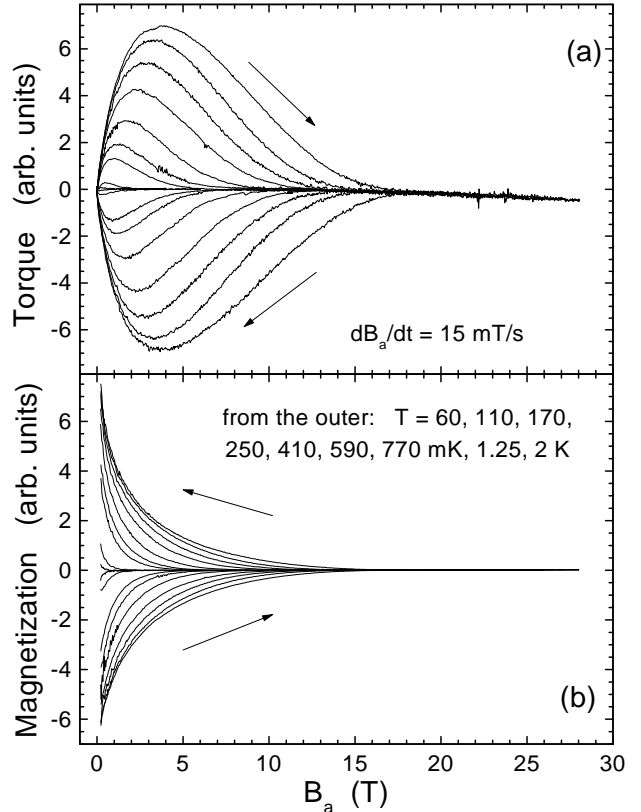 (a)
Torque (arb. units)
6
4
2
0
-2
-4
-6
dB_a/dt = 15 mT/s
from the outer: T = 60, 110, 170,
250, 410, 590, 770 mK, 1.25, 2 K
Magnetization (arb. units)
6
4
2
0
-2
-4
-6
(b)
0 5 10 15 20 25 30
B_a (T)